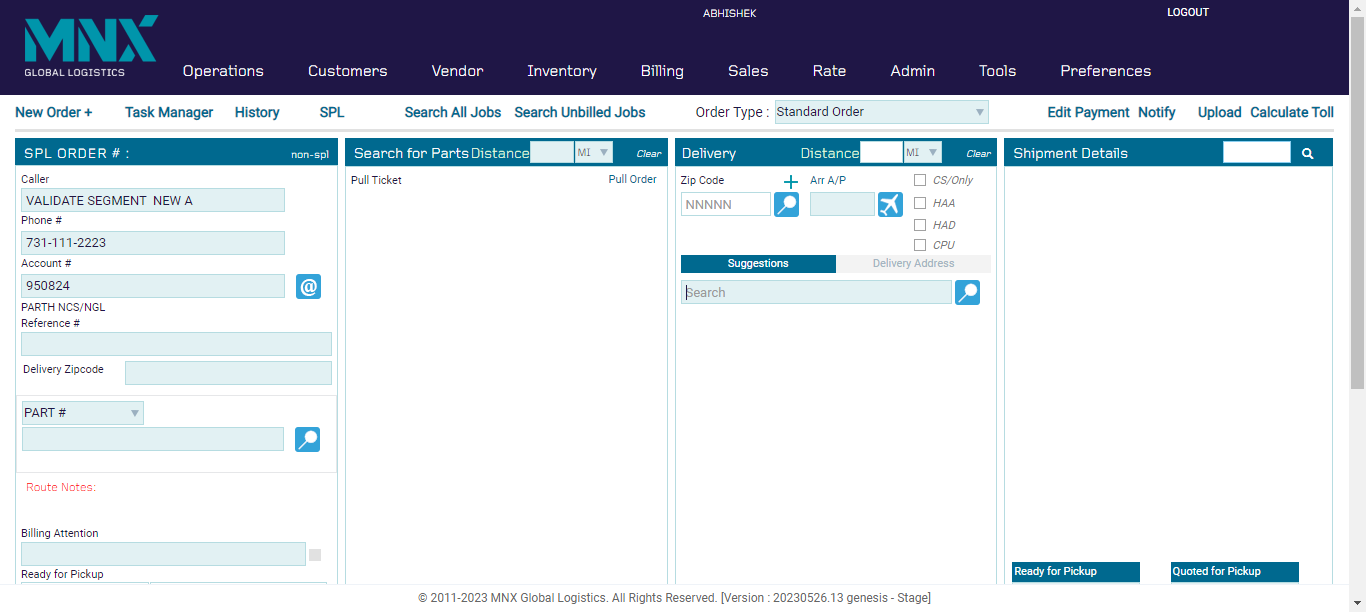 ABHISHEK
LOGOUT
MNX
GLOBAL LOGISTICS
Operations Customers Vendor Inventory Billing Sales Rate Admin Tools Preferences
New Order + Task Manager History SPL Search All Jobs Search Unbilled Jobs Order Type : Standard Order Edit Payment Notify Upload Calculate Toll
SPL ORDER # : non-spl
Caller
VALIDATE SEGMENT NEW A
Phone #
731-111-2223
Account #
950824
@
PARTH NCS/NGL
Reference #
Delivery Zipcode
PART #
Route Notes:
Billing Attention
Ready for Pickup
Search for Parts Distance MI Clear
Pull Ticket Pull Order
Delivery Distance MI Clear
Zip Code + Arr A/P
NNNNN
CS/Only
HAA
HAD
CPU
Suggestions Delivery Address
Search
Shipment Details
Ready for Pickup Quoted for Pickup
© 2011-2023 MNX Global Logistics. All Rights Reserved. [Version : 20230526.13 genesis - Stage]